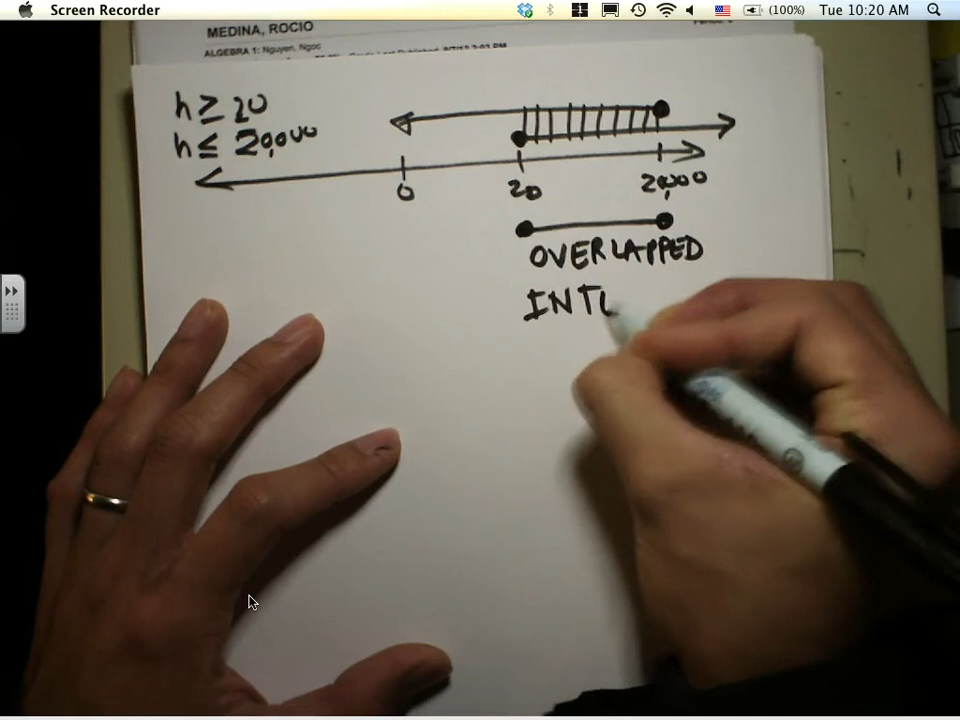 Screen Recorder
(100%) Tue 10:20 AM
MEDINA, ROCIO
ALGEBRA 1: Nguyen, Ngoc
h ≥ 20
h ≤ 20,000
0 20 20,000
OVERLAPPED
INT